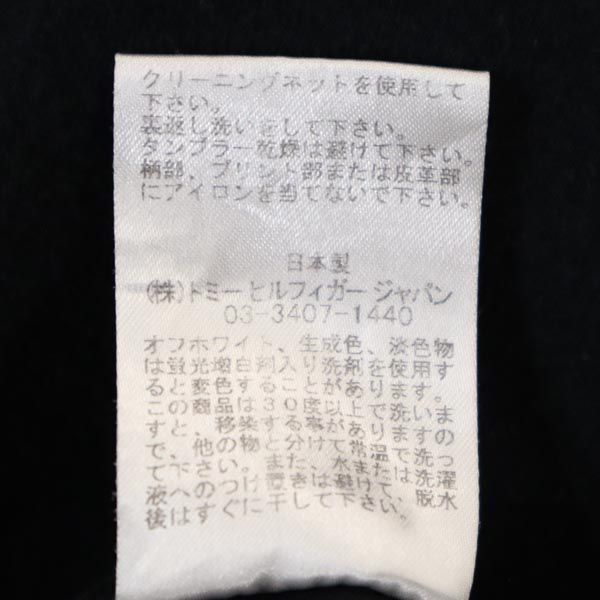 クリーニングネットを使用して
下さい。
裏返し洗いをして下さい。
タンブラー乾燥は避けて下さい。
柄部、プリント部または皮革部
にアイロンを当てないで下さい。
日本製
(株)トミーヒルフィガージャパン
03-3407-1440
オフホワイト、生成色、淡色物
は蛍光増白剤入り洗剤を使用す
ると変色することがあります。
この商品は30度以上で洗いま
すと、移染する事がありますの
で、他の物と分けて常温で洗っ
て下さい。また、水または洗濯
液へのつけ置きは避けて、脱水
後はすぐに干して下さい。